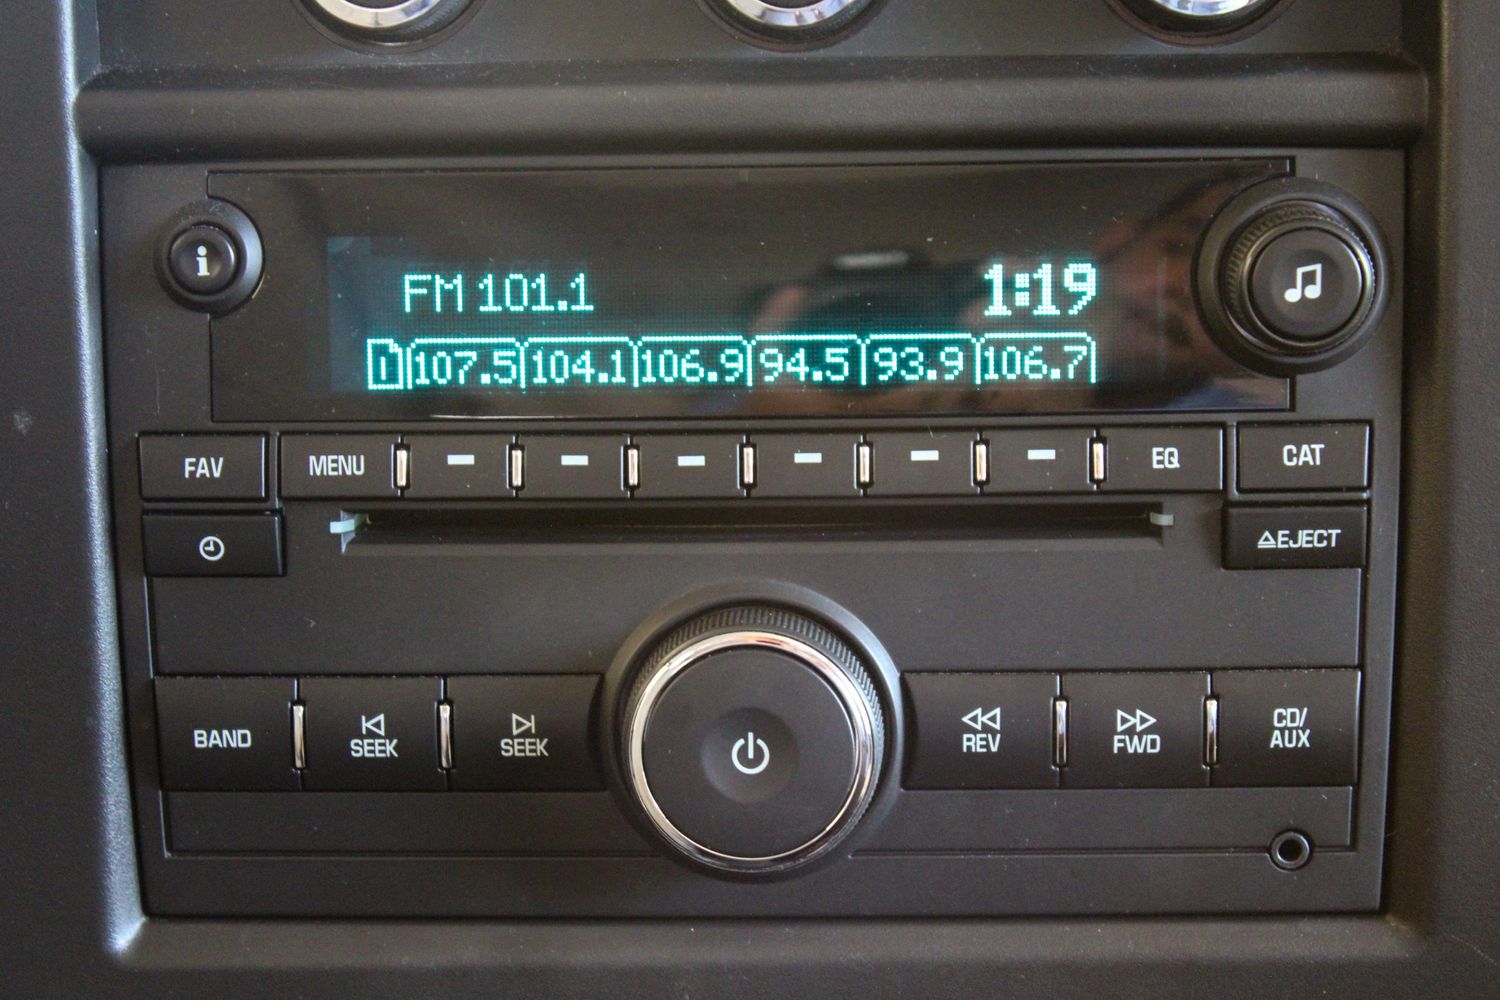 FM 101.1 1:19
107.5 104.1 106.9 94.5 93.9 106.7
FAV MENU EQ CAT
EJECT
BAND SEEK SEEK REV FWD CD/
AUX